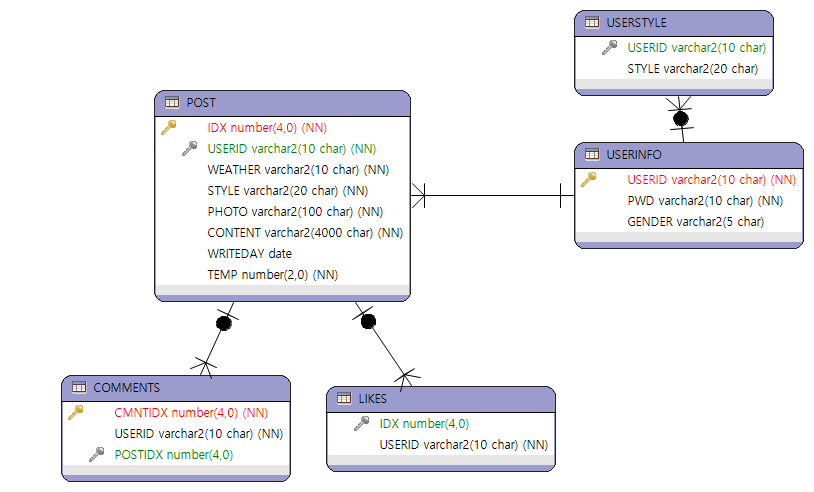 USERSTYLE
USERID varchar2(10 char)
STYLE varchar2(20 char)
POST
IDX number(4,0) (NN)
USERID varchar2(10 char) (NN)
WEATHER varchar2(10 char) (NN)
STYLE varchar2(20 char) (NN)
PHOTO varchar2(100 char) (NN)
CONTENT varchar2(4000 char) (NN)
WRITEDAY date
TEMP number(2,0) (NN)
USERINFO
USERID varchar2(10 char) (NN)
PWD varchar2(10 char) (NN)
GENDER varchar2(5 char)
COMMENTS
CMNTIDX number(4,0) (NN)
USERID varchar2(10 char) (NN)
POSTIDX number(4,0)
LIKES
IDX number(4,0)
USERID varchar2(10 char) (NN)